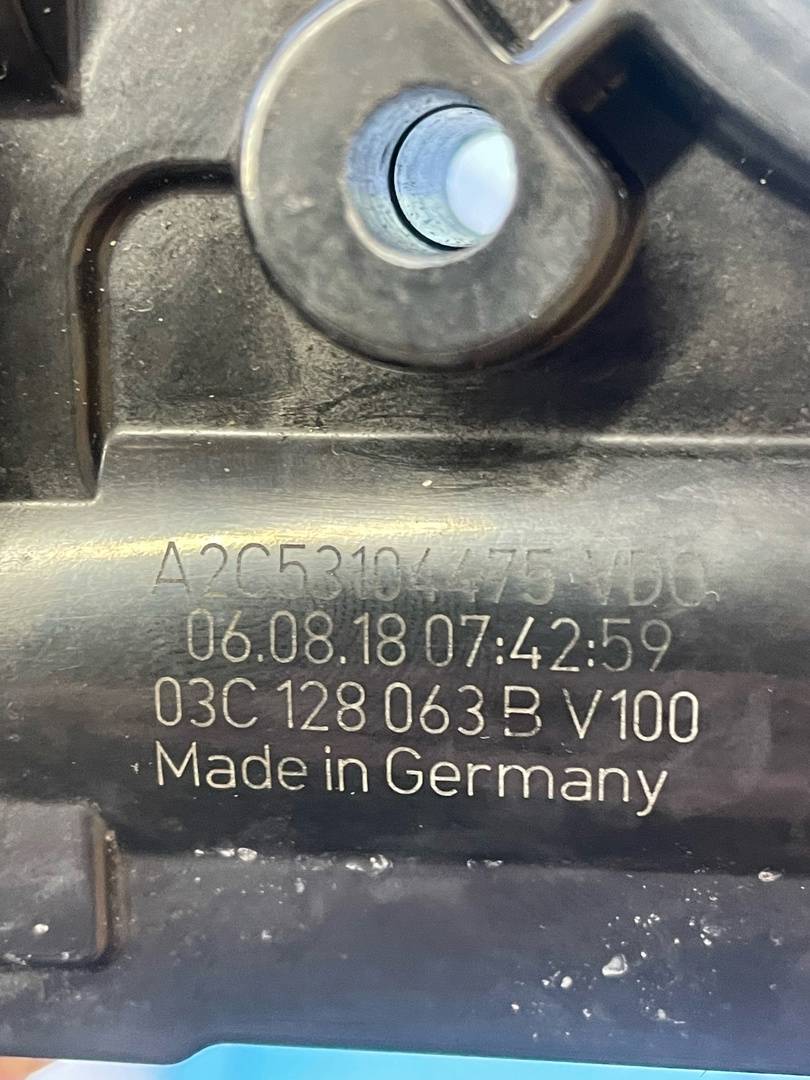 A2C53104475 VDO
06.08.18 07:42:59
03C 128 063 B V100
Made in Germany